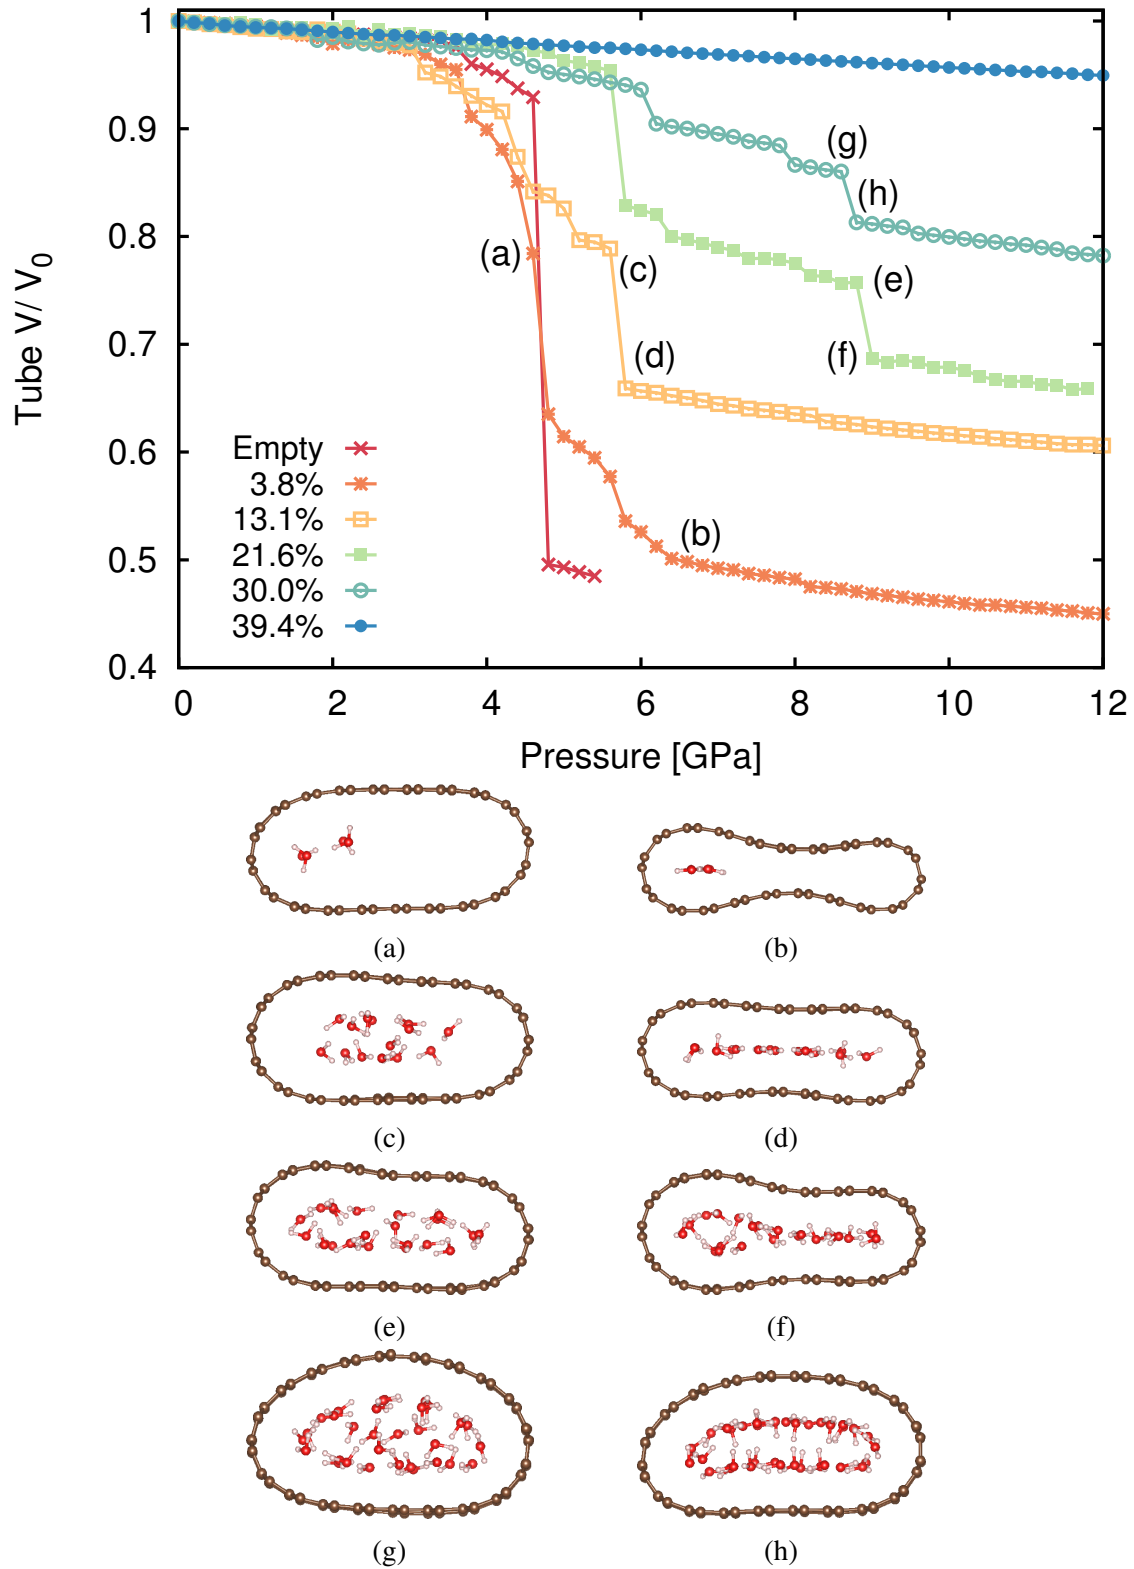 1
0.9
0.8
0.7
0.6
0.5
0.4
Tube V/ V0
(g)
(h)
(a)
(c)
(e)
(d)
(f)
(b)
Empty
3.8%
13.1%
21.6%
30.0%
39.4%
0 2 4 6 8 10 12
Pressure [GPa]
(a) (b)
(c) (d)
(e) (f)
(g) (h)